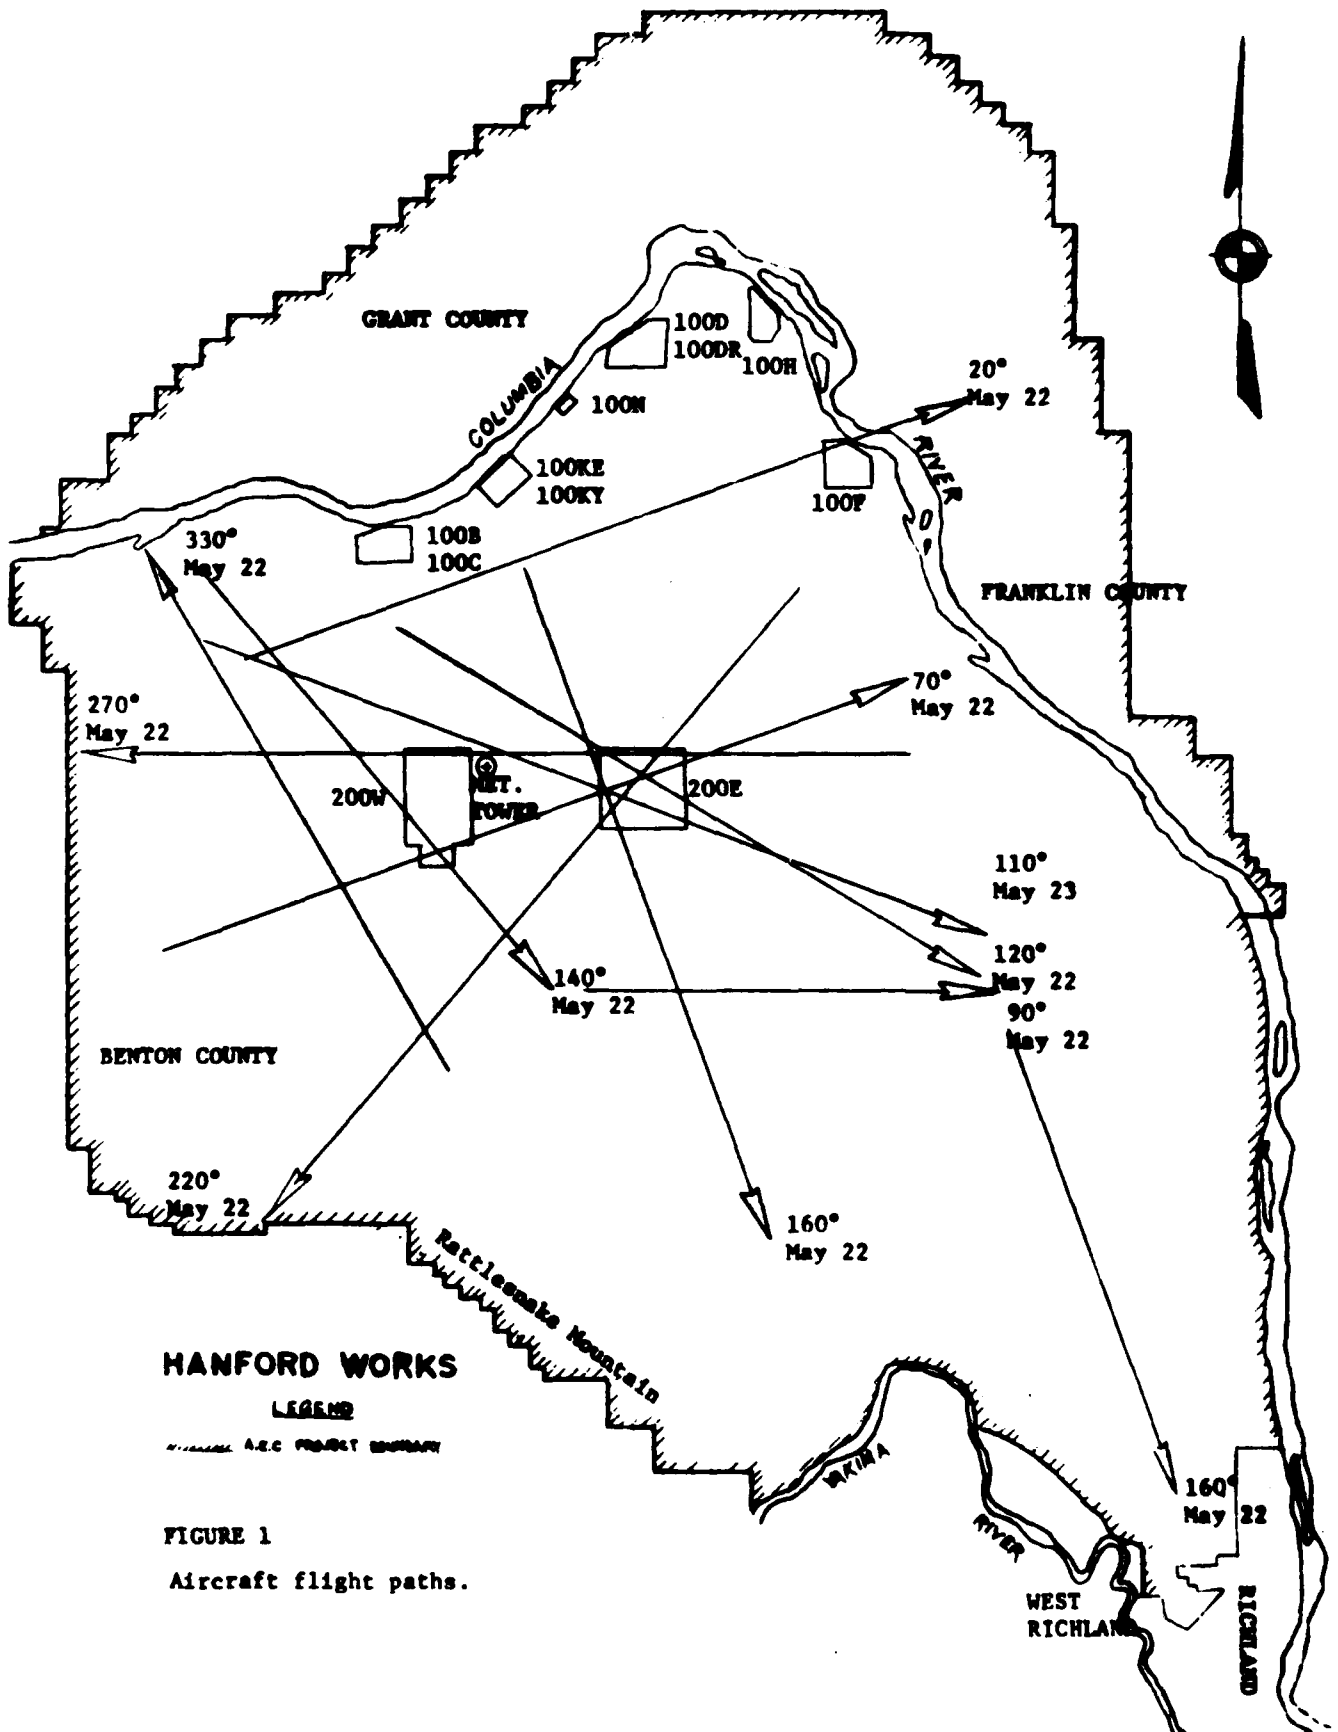 GRANT COUNTY
COLUMBIA
100D
100DR
100H
100N
20°
May 22
100KE
100KY
RIVER
100F
100B
100C
330°
May 22
FRANKLIN COUNTY
270°
May 22
70°
May 22
200W
MET.
TOWER
200E
110°
May 23
120°
May 22
140°
May 22
90°
May 22
BENTON COUNTY
220°
May 22
160°
May 22
Rattlesnake Mountain
HANFORD WORKS
LEGEND
A.E.C PROJECT BOUNDARY
YAKIMA
RIVER
160°
May 22
FIGURE 1
Aircraft flight paths.
WEST
RICHLAND
RICHLAND